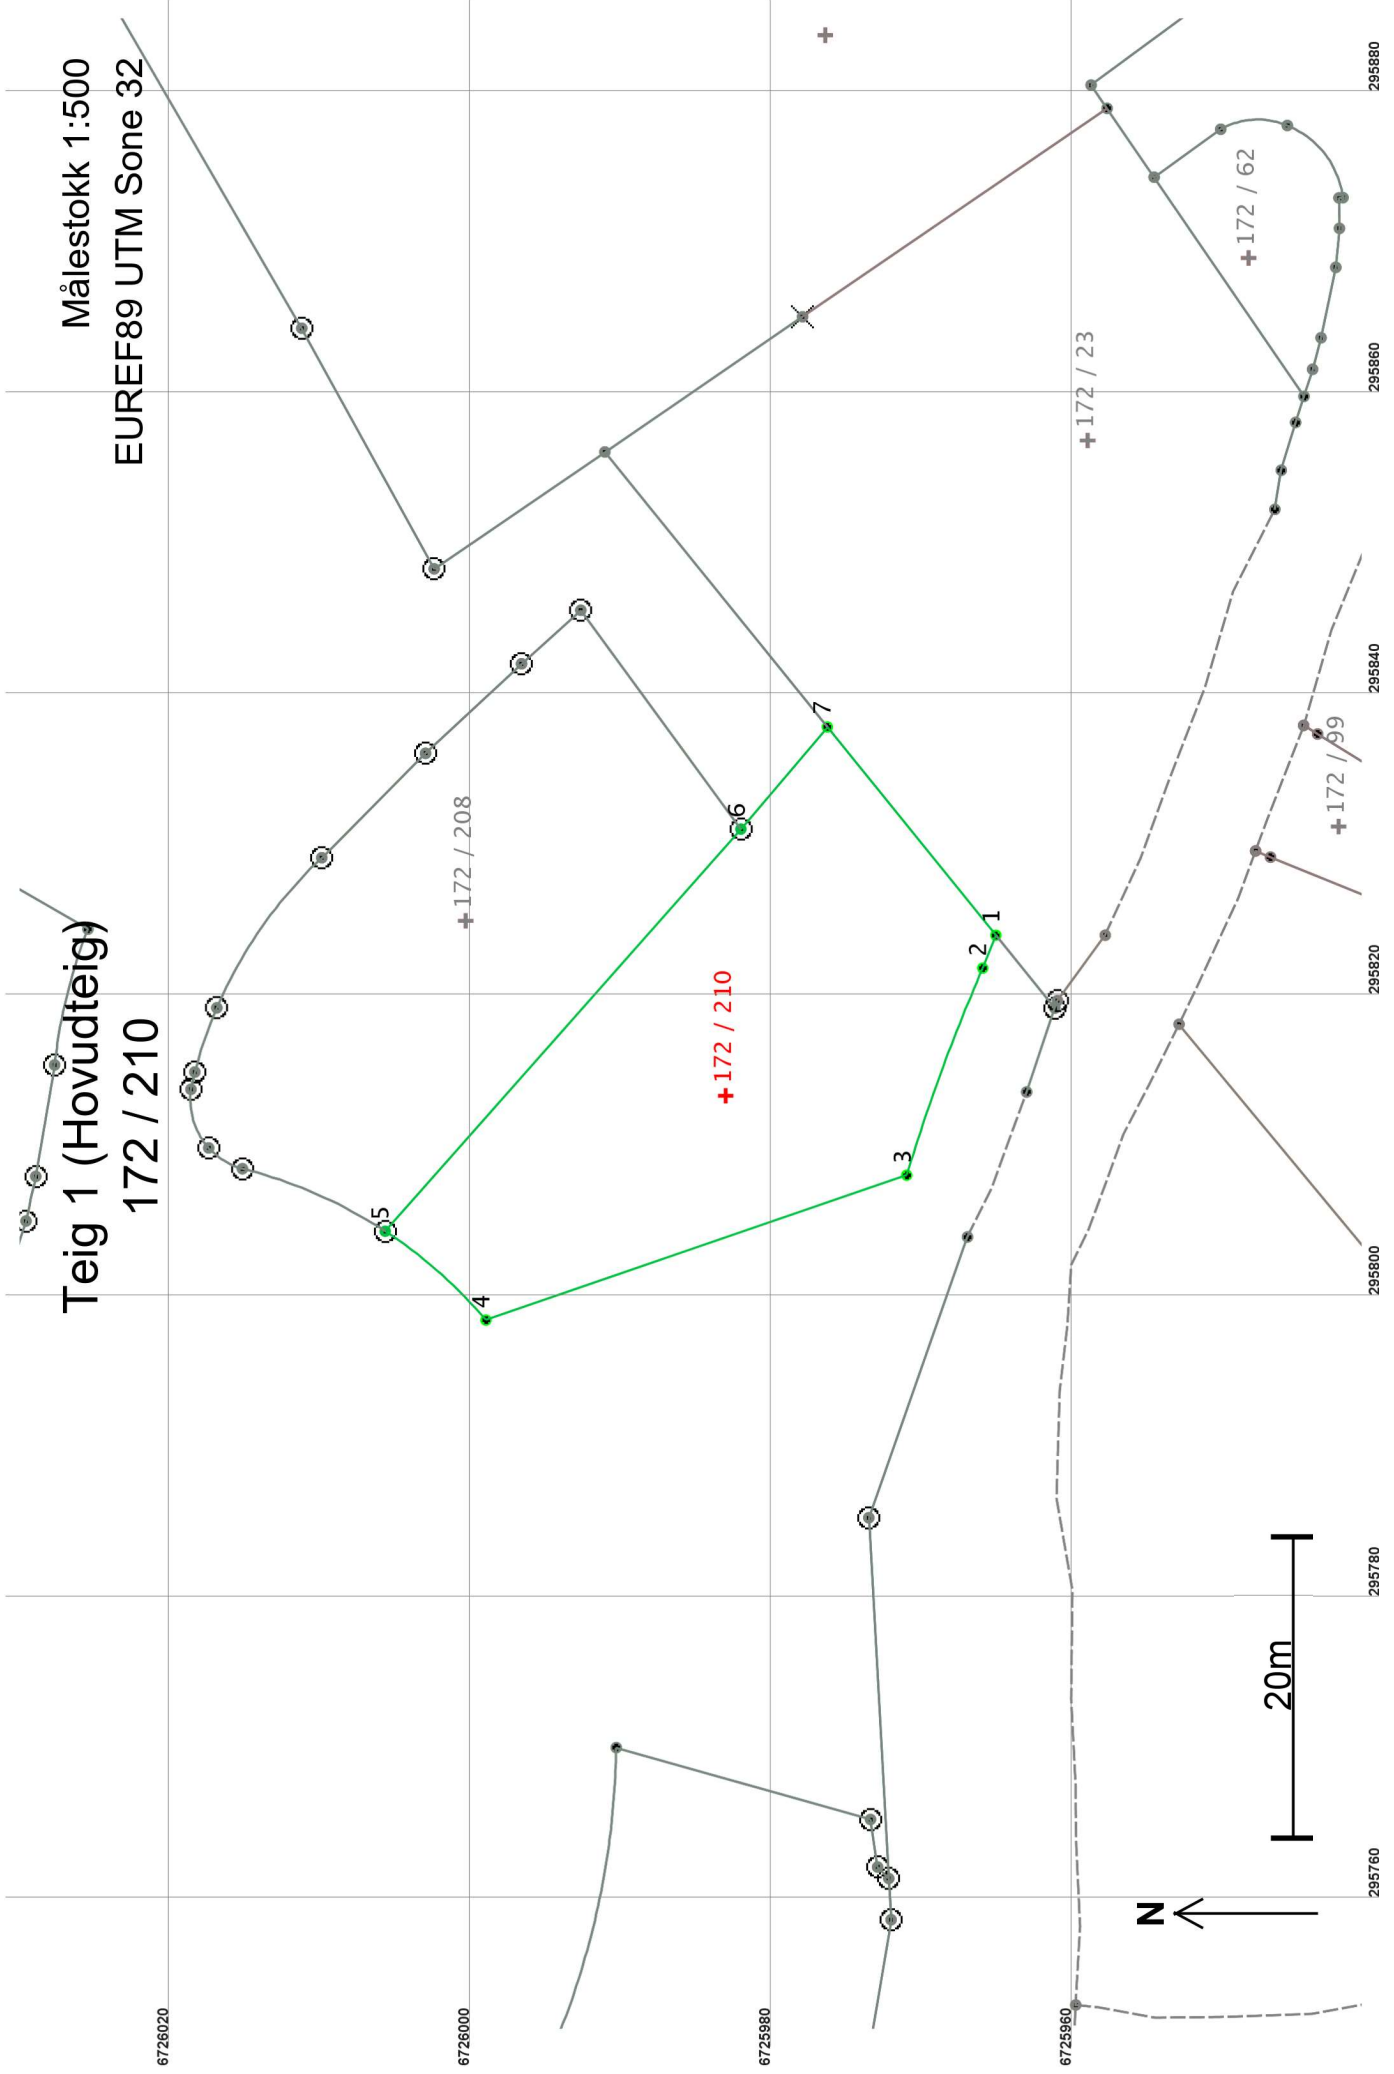 Målestokk 1:500
EUREF89 UTM Sone 32
Teig 1 (Hovudteig)
172 / 210
6726020
6726000
6725980
6725960
295760
295780
295800
295820
295840
295860
295880
+172 / 208
+172 / 210
+172 / 23
+172 / 62
+172 / 99
+
1
2
3
4
5
6
7
20m
N